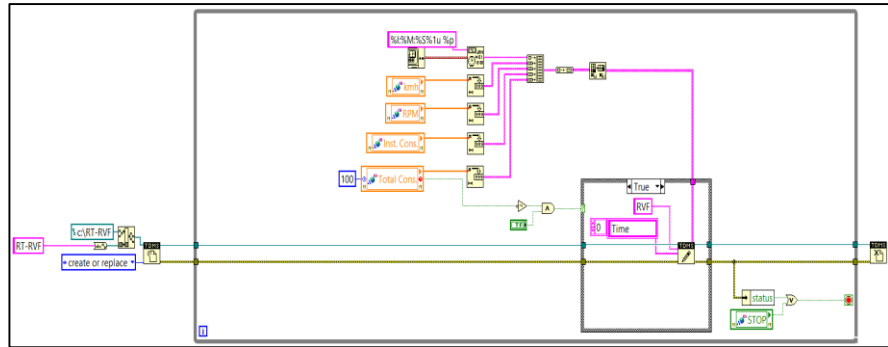 %I:%M:%S%1u %p
kmh
RPM
Inst. Cons.
100
Total Cons.
True
RVF
TF
0
Time
c:\RT-RVF
RT-RVF
TDMS
create or replace
TDMS
TDMS
status
STOP
i